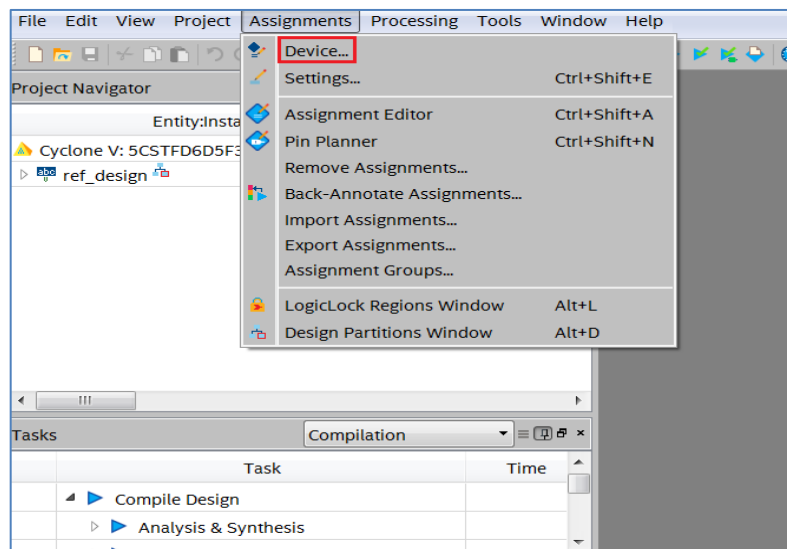 File Edit View Project Assignments Processing Tools Window Help
Device...
Settings... Ctrl+Shift+E
Project Navigator
Assignment Editor Ctrl+Shift+A
Entity:Insta
Pin Planner Ctrl+Shift+N
Cyclone V: 5CSTFD6D5F3
Remove Assignments...
abc ref_design
Back-Annotate Assignments...
Import Assignments...
Export Assignments...
Assignment Groups...
LogicLock Regions Window Alt+L
Design Partitions Window Alt+D
Tasks Compilation
Task Time
Compile Design
Analysis & Synthesis